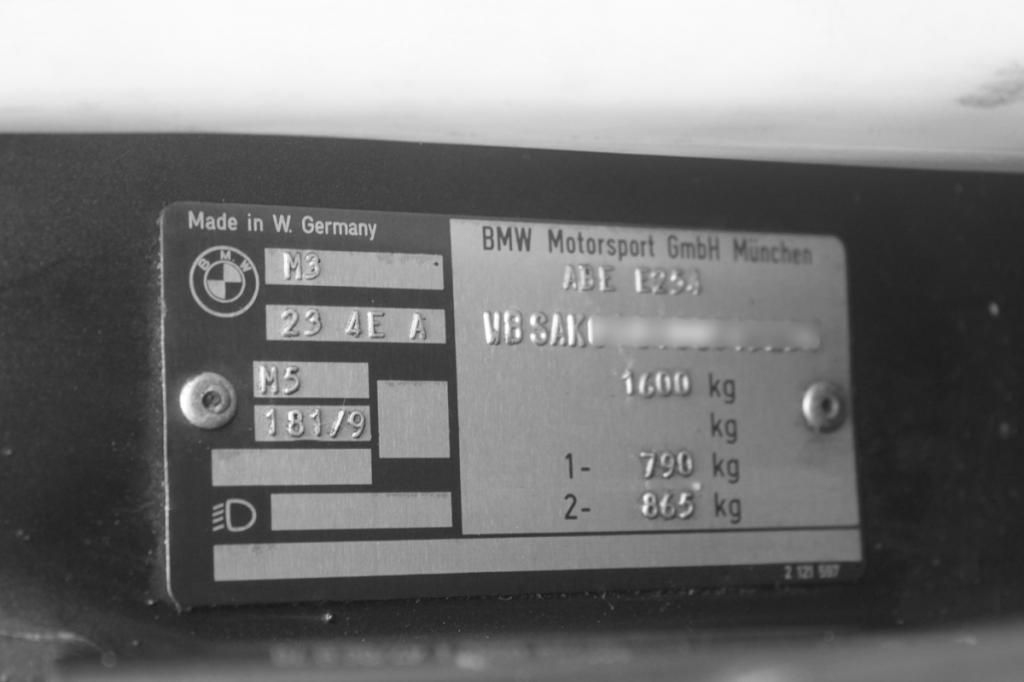 Made in W. Germany
BMW
M3
23 4E A
M5
181/9
BMW Motorsport GmbH München
ABE E254
WBSAK
1600 kg
kg
1- 790 kg
2- 865 kg
2 121 597